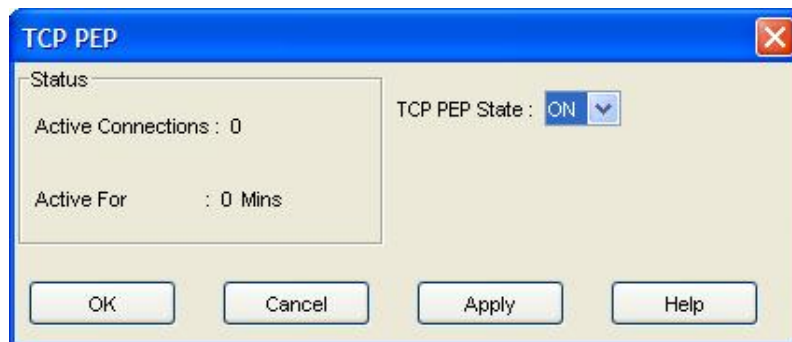 TCP PEP
Status
Active Connections : 0
TCP PEP State : ON
Active For : 0 Mins
OK Cancel Apply Help